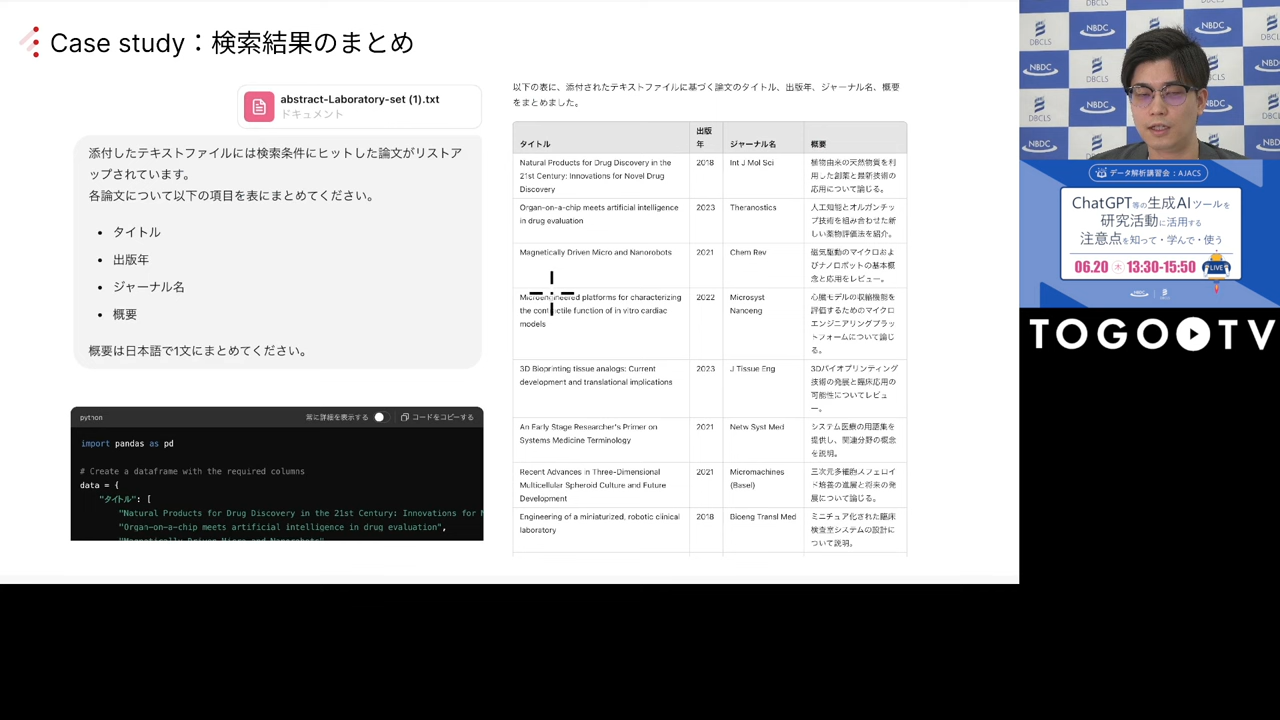 Case study：検索結果のまとめ
abstract-Laboratory-set (1).txt
ドキュメント
添付したテキストファイルには検索条件にヒットした論文がリストア
ップされています。
各論文について以下の項目を表にまとめてください。
• タイトル
• 出版年
• ジャーナル名
• 概要
概要は日本語で1文にまとめてください。
python
常に詳細を表示する
コードをコピーする
import pandas as pd
# Create a dataframe with the required columns
data = {
"タイトル": [
"Natural Products for Drug Discovery in the 21st Century: Innovations for N
"Organ-on-a-chip meets artificial intelligence in drug evaluation",
"Magnetically Driven Micro and Nanorobots"
以下の表に、添付されたテキストファイルに基づく論文のタイトル、出版年、ジャーナル名、概要
をまとめました。
タイトル 出版年 ジャーナル名 概要
Natural Products for Drug Discovery in the 2018 Int J Mol Sci 植物由来の天然物質を利
21st Century: Innovations for Novel Drug 用した創薬と最新技術の
Discovery 応用について論じる。
Organ-on-a-chip meets artificial intelligence 2023 Theranostics 人工知能とオルガンチッ
in drug evaluation プ技術を組み合わせた新
しい薬物評価法を紹介。
Magnetically Driven Micro and Nanorobots 2021 Chem Rev 磁気駆動のマイクロおよ
びナノロボットの基本概
念と応用をレビュー。
Microengineered platforms for characterizing 2022 Microsyst 心臓モデルの収縮機能を
the contractile function of in vitro cardiac Nanoeng 評価するためのマイクロ
models エンジニアリングプラッ
トフォームについて論じ
る。
3D Bioprinting tissue analogs: Current 2023 J Tissue Eng 3Dバイオプリンティング
development and translational implications 技術の発展と臨床応用の
可能性についてレビュ
ー。
An Early Stage Researcher's Primer on 2021 Netw Syst Med システム医療の用語集を
Systems Medicine Terminology 提供し、関連分野の概念
を説明。
Recent Advances in Three-Dimensional 2021 Micromachines 三次元多細胞スフェロイ
Multicellular Spheroid Culture and Future (Basel) ド培養の進展と将来の発
Development 展について論じる。
Engineering of a miniaturized, robotic clinical 2018 Bioeng Transl Med ミニチュア化された臨床
laboratory 検査室システムの設計に
ついて説明。
NBDC
DBCLS
データ解析講習会：AJACS
ChatGPT等の生成AIツールを
研究活動に活用する
注意点を知って・学んで・使う
06.20 木 13:30-15:50 LIVE
TOGO TV